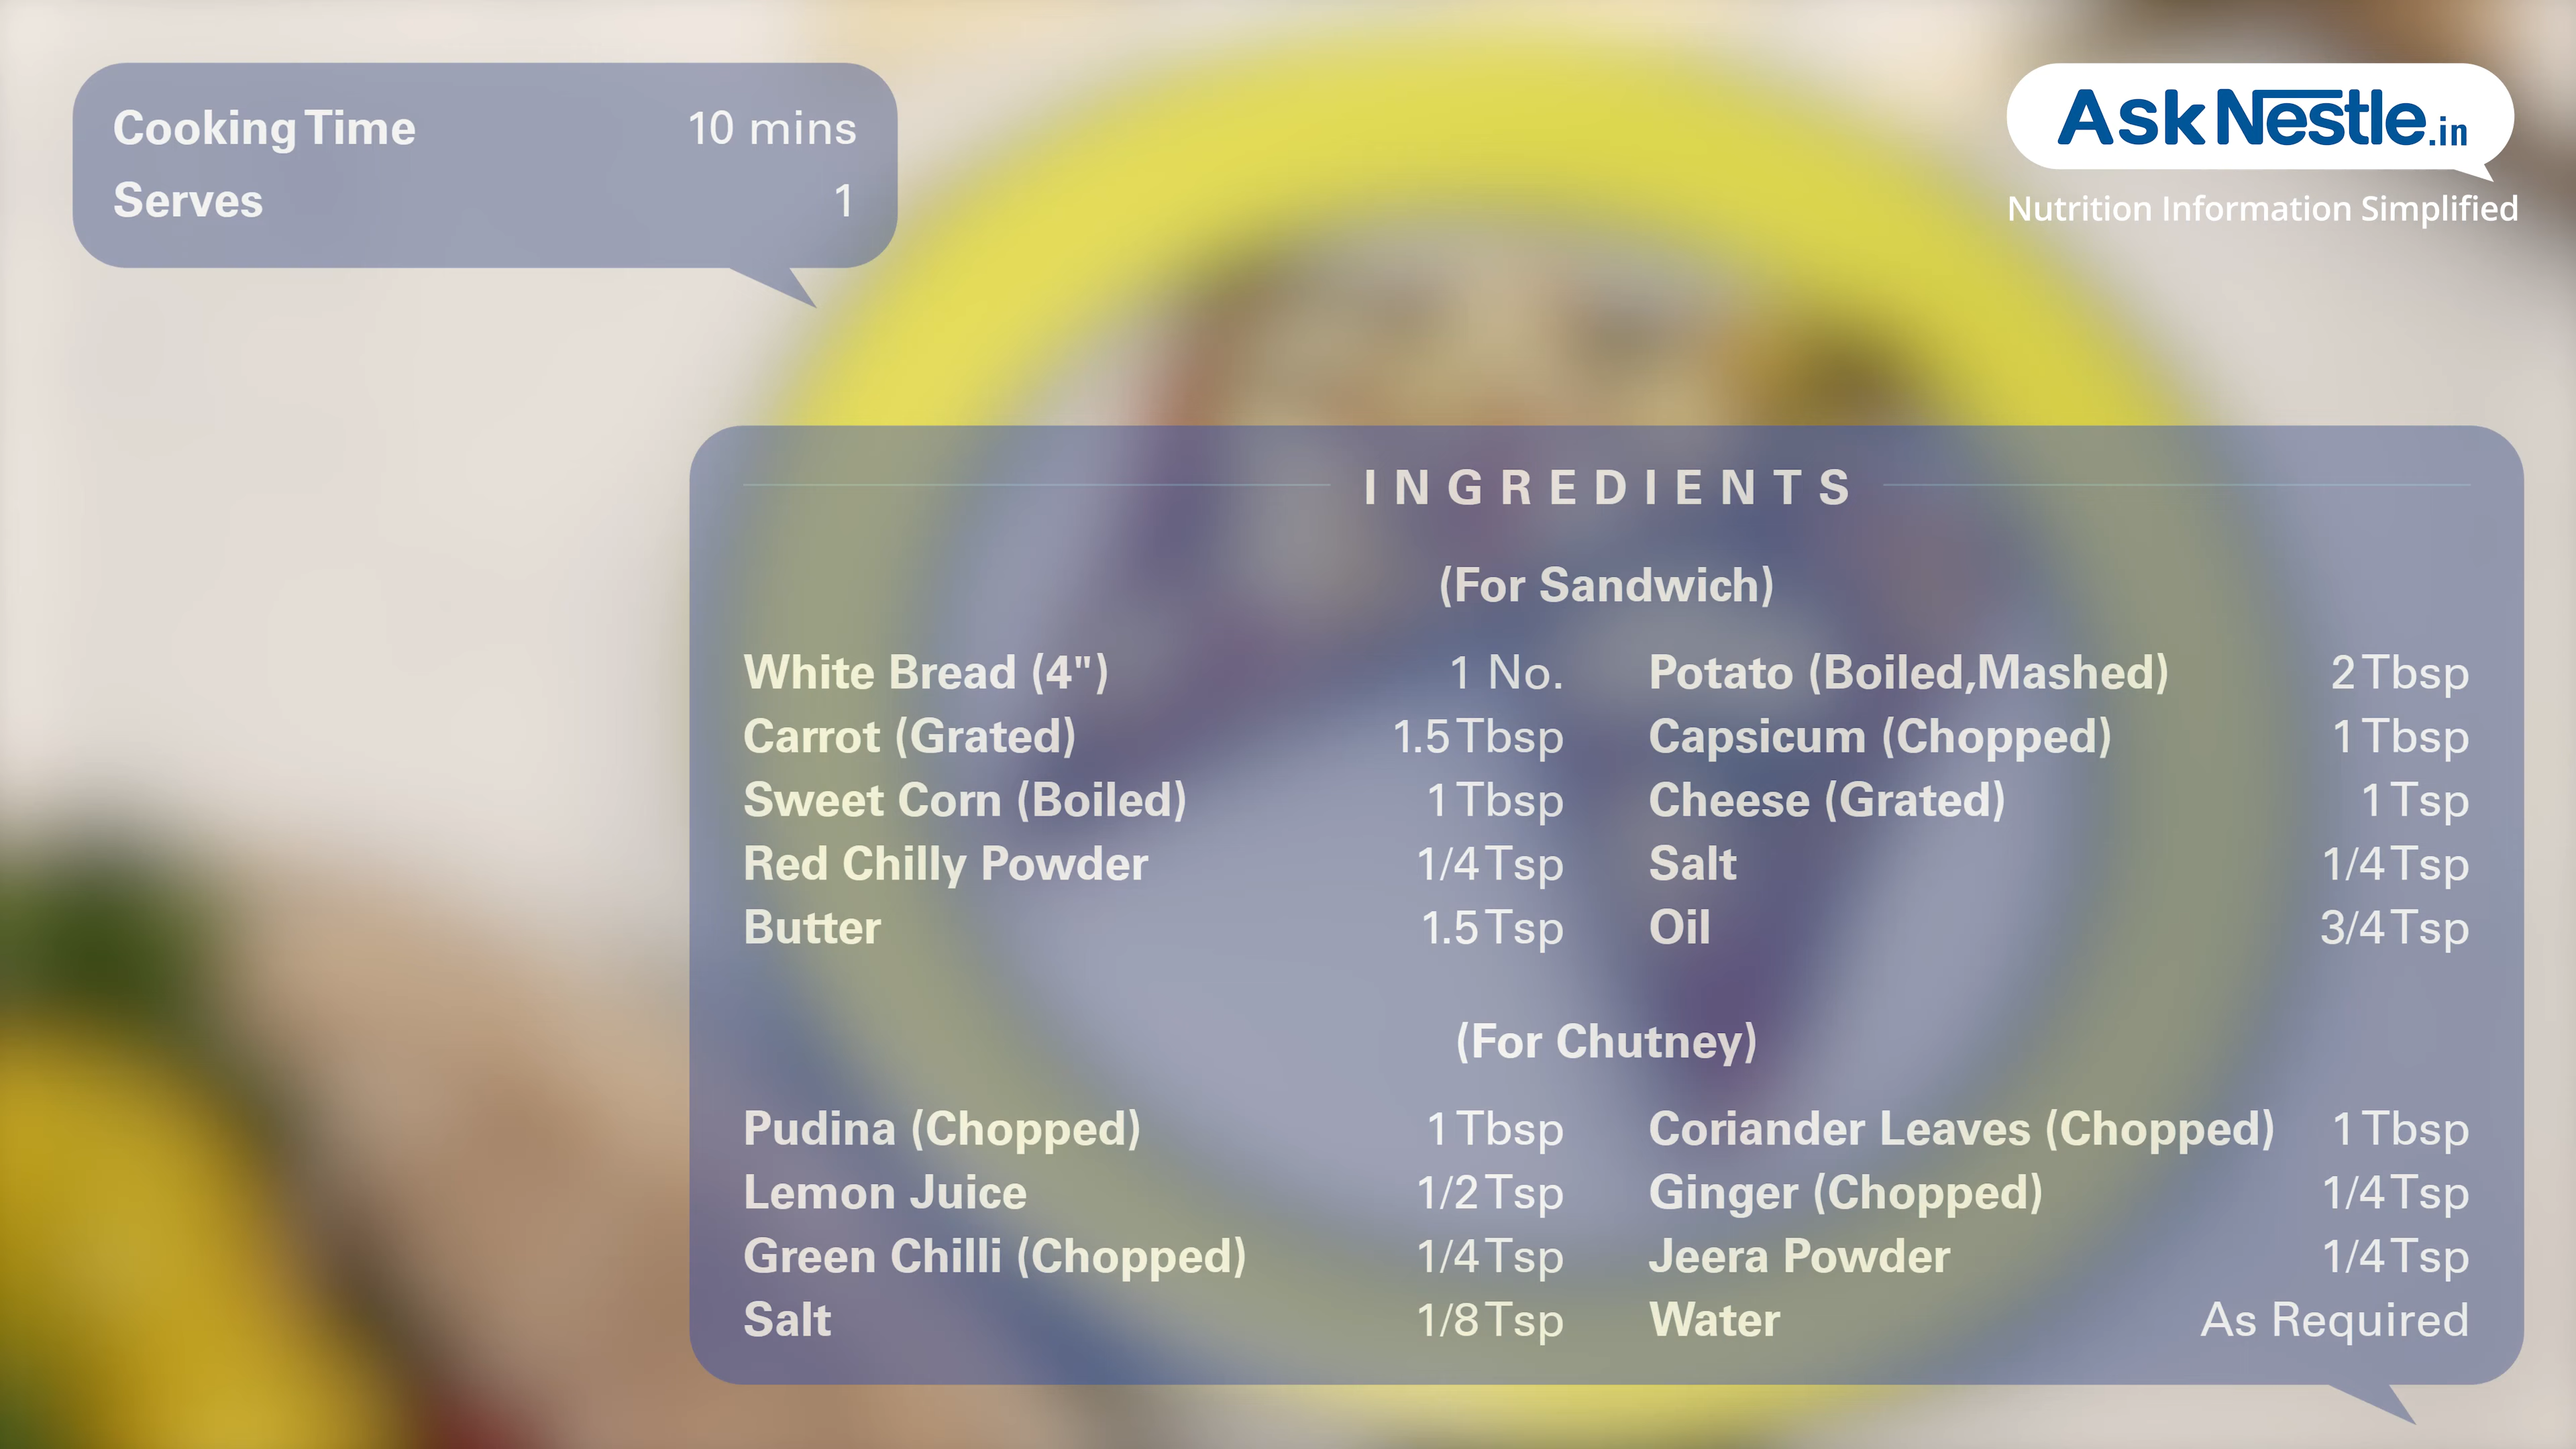 Cooking Time 10 mins
Serves 1
Ask Nestle.in
Nutrition Information Simplified
INGREDIENTS
(For Sandwich)
White Bread (4") 1 No. Potato (Boiled,Mashed) 2 Tbsp
Carrot (Grated) 1.5 Tbsp Capsicum (Chopped) 1 Tbsp
Sweet Corn (Boiled) 1 Tbsp Cheese (Grated) 1 Tsp
Red Chilly Powder 1/4 Tsp Salt 1/4 Tsp
Butter 1.5 Tsp Oil 3/4 Tsp
(For Chutney)
Pudina (Chopped) 1 Tbsp Coriander Leaves (Chopped) 1 Tbsp
Lemon Juice 1/2 Tsp Ginger (Chopped) 1/4 Tsp
Green Chilli (Chopped) 1/4 Tsp Jeera Powder 1/4 Tsp
Salt 1/8 Tsp Water As Required